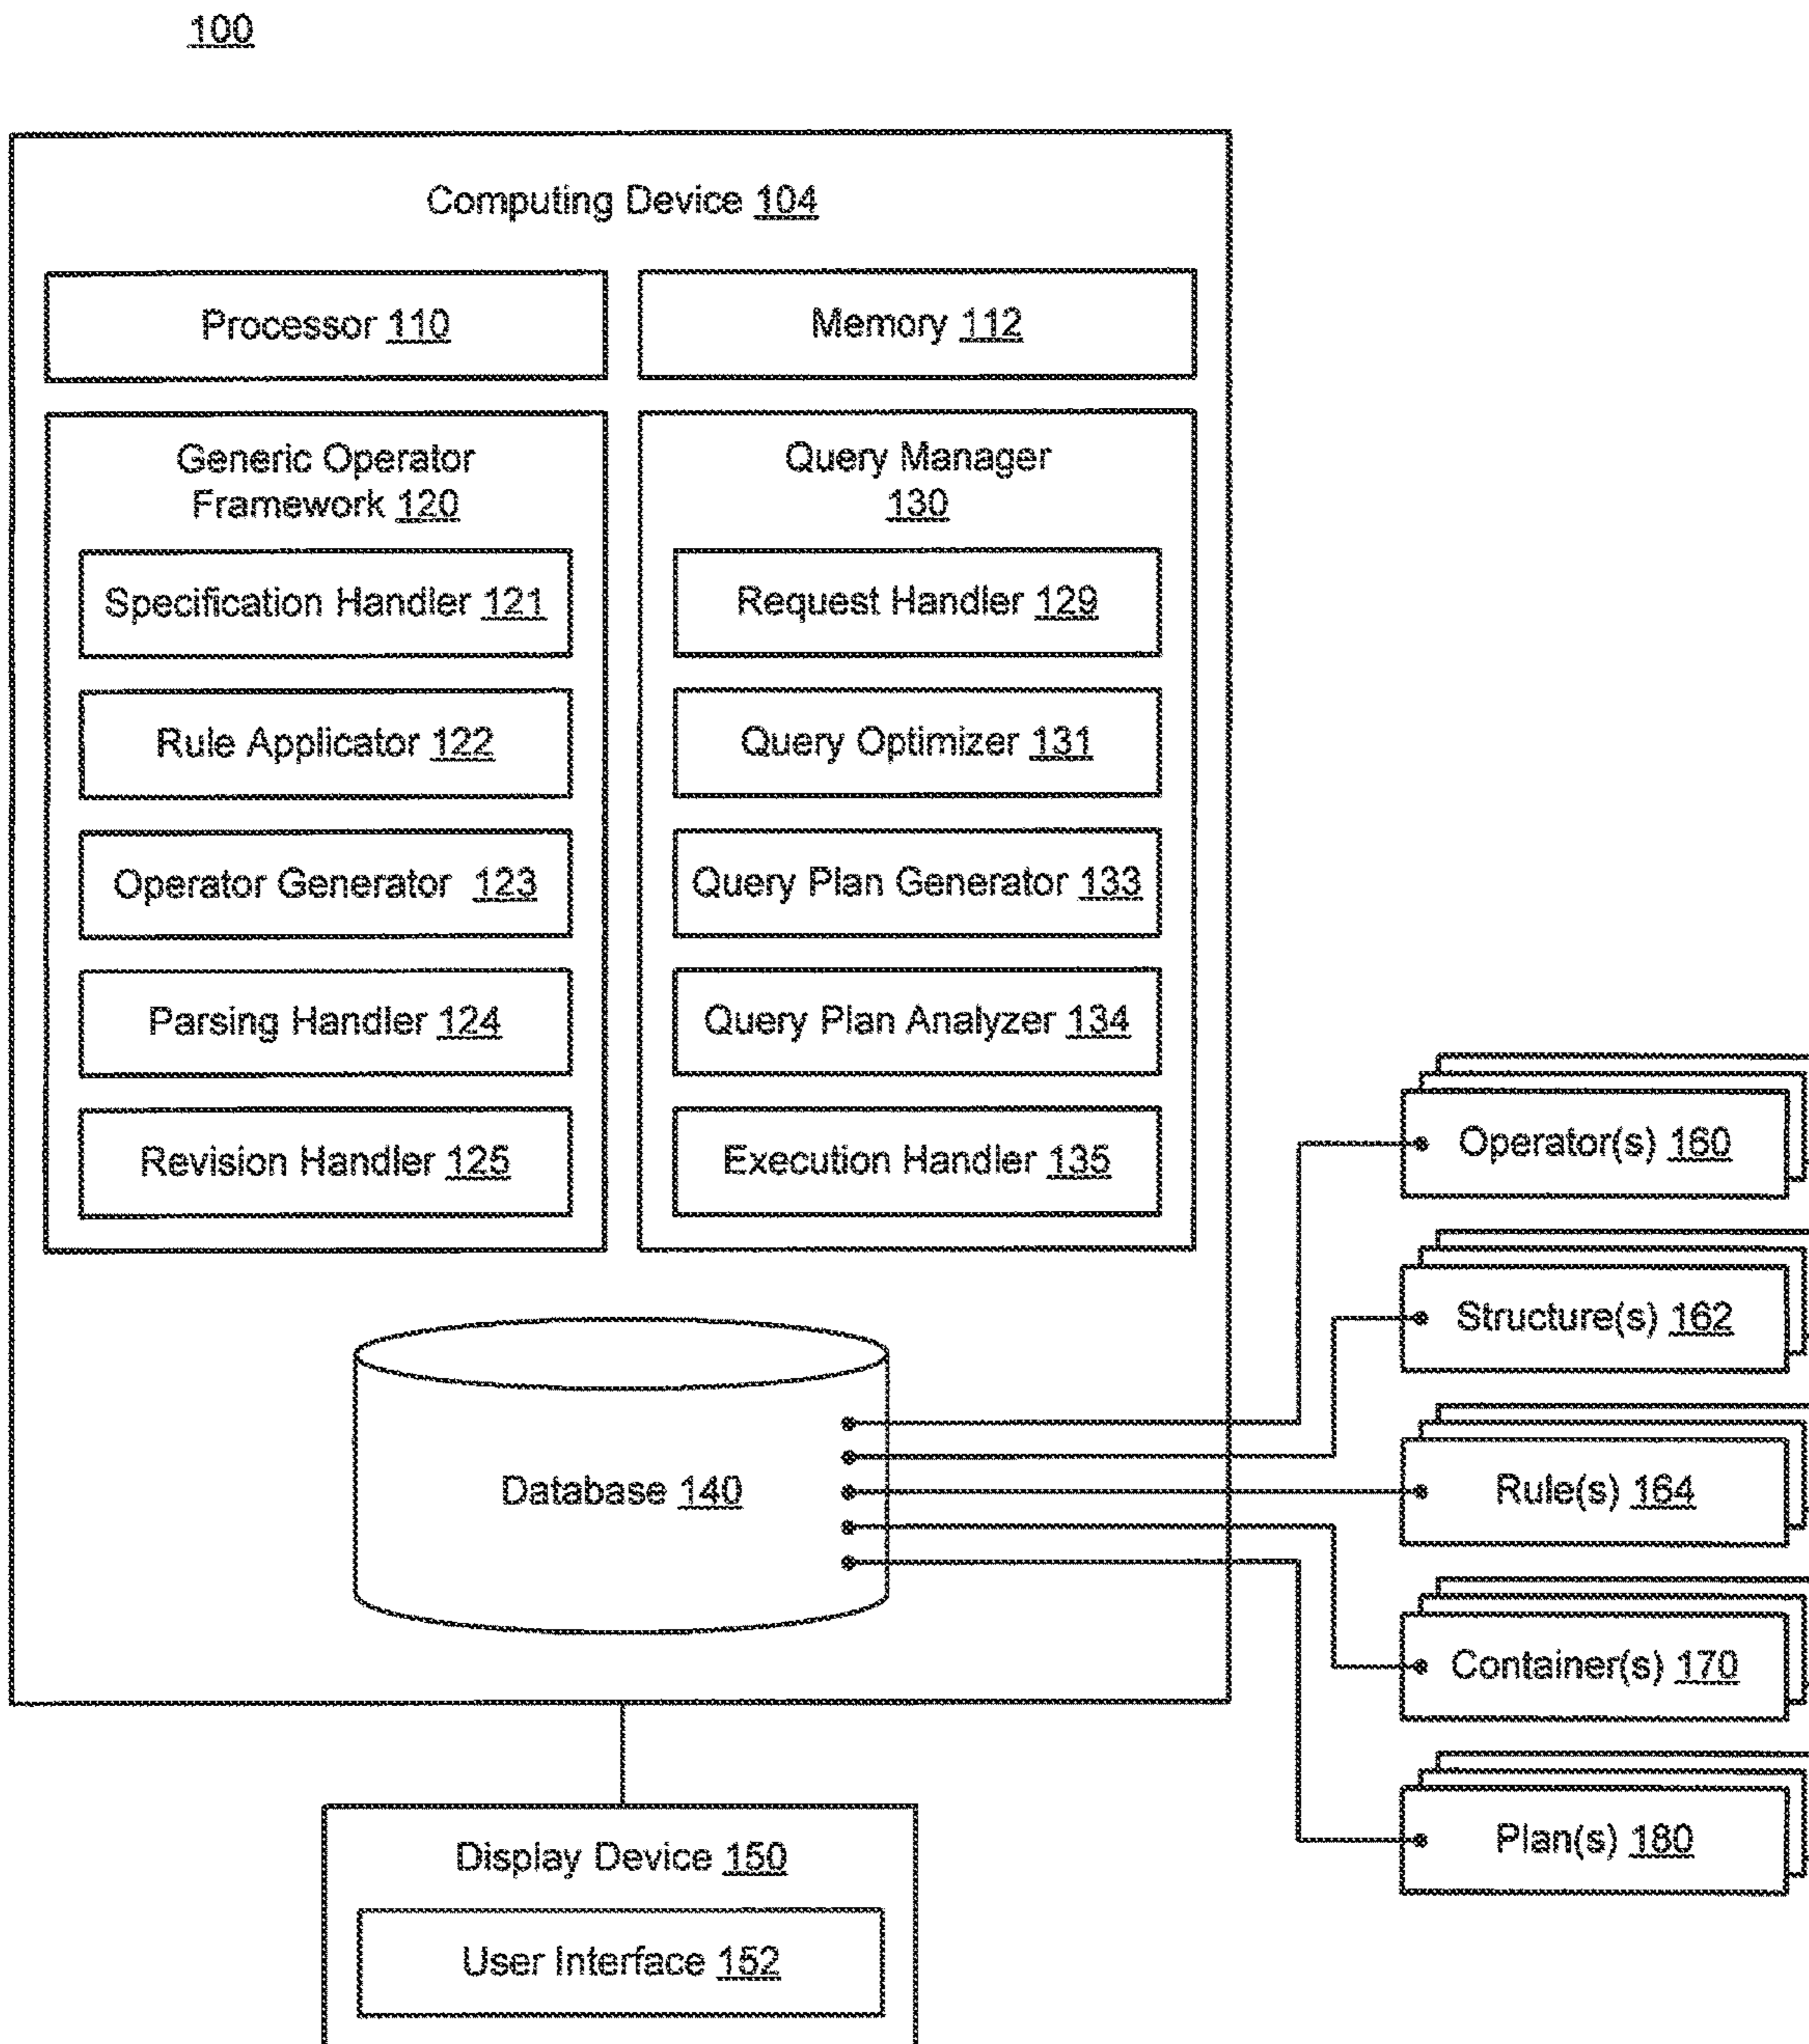 100
Computing Device 104
Processor 110
Memory 112
Generic Operator
Framework 120
Specification Handler 121
Rule Applicator 122
Operator Generator 123
Parsing Handler 124
Revision Handler 125
Query Manager
130
Request Handler 129
Query Optimizer 131
Query Plan Generator 133
Query Plan Analyzer 134
Execution Handler 135
Database 140
Operator(s) 160
Structure(s) 162
Rule(s) 164
Container(s) 170
Plan(s) 180
Display Device 150
User Interface 152